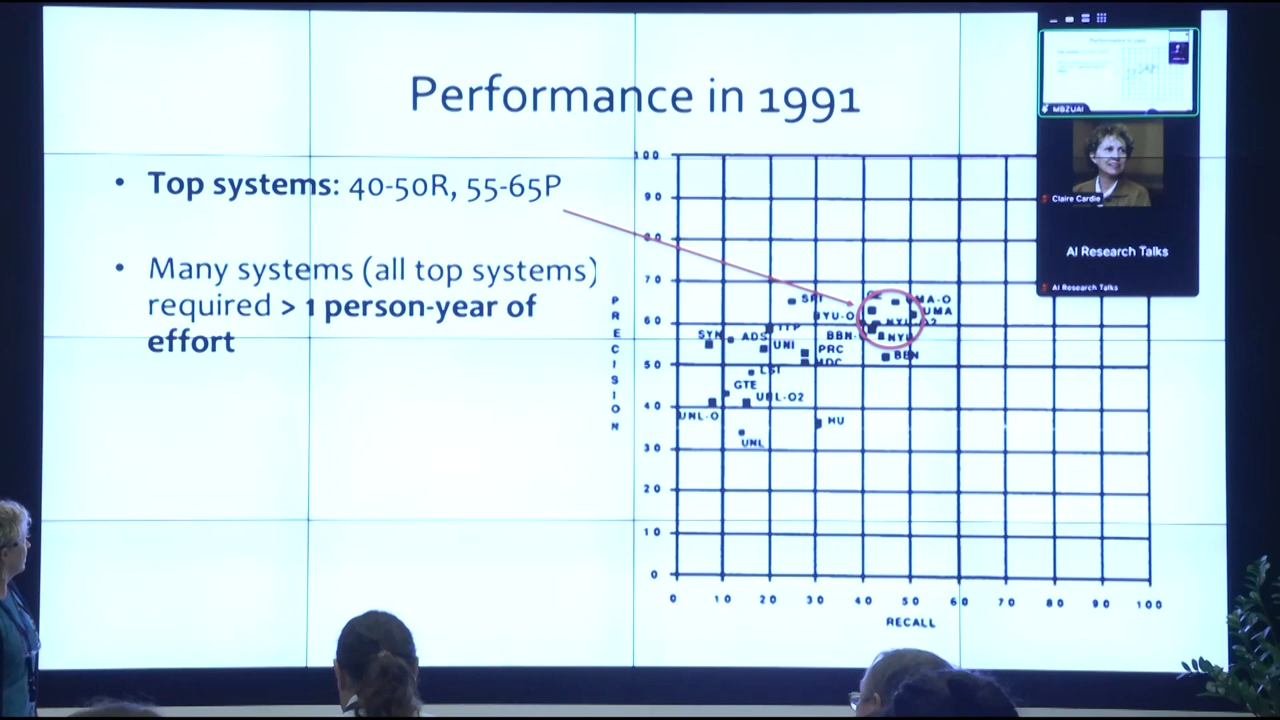 Performance in 1991
• Top systems: 40-50R, 55-65P
• Many systems (all top systems)
required > 1 person-year of
effort
MBZUAI
Claire Cardie
AI Research Talks
AI Research Talks
PRECISION
100
90
80
70
60
50
40
30
20
10
0
0 10 20 30 40 50 60 70 80 90 100
RECALL
SRI
GE
UMA-O
UMA
NYU-O
NYU
SYN
ADS
ITP
UNI
BBN
PRC
MDC
BBN
LSI
GTE
UNL-O2
UNL-O
HU
UNL